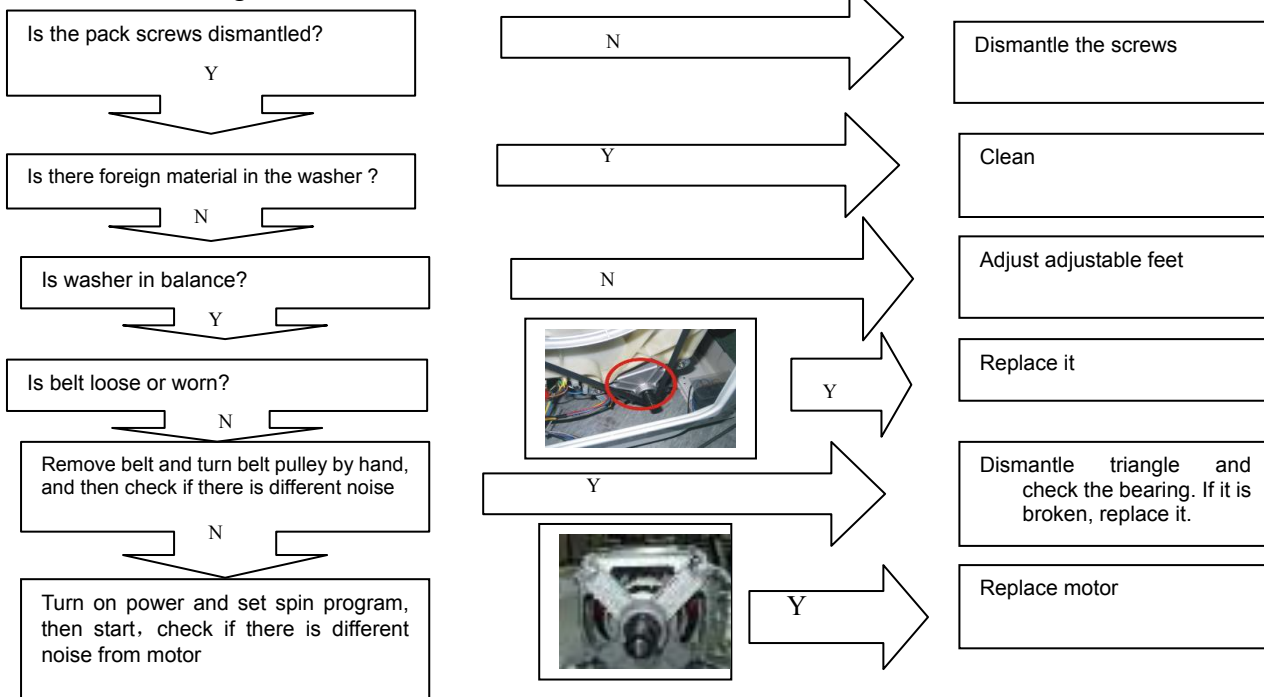 Is the pack screws dismantled?
Y
N
Dismantle the screws
Is there foreign material in the washer ?
N
Y
Clean
Is washer in balance?
Y
N
Adjust adjustable feet
Is belt loose or worn?
N
Y
Replace it
Remove belt and turn belt pulley by hand,
and then check if there is different noise
N
Y
Dismantle triangle and
check the bearing. If it is
broken, replace it.
Turn on power and set spin program,
then start，check if there is different
noise from motor
Y
Replace motor